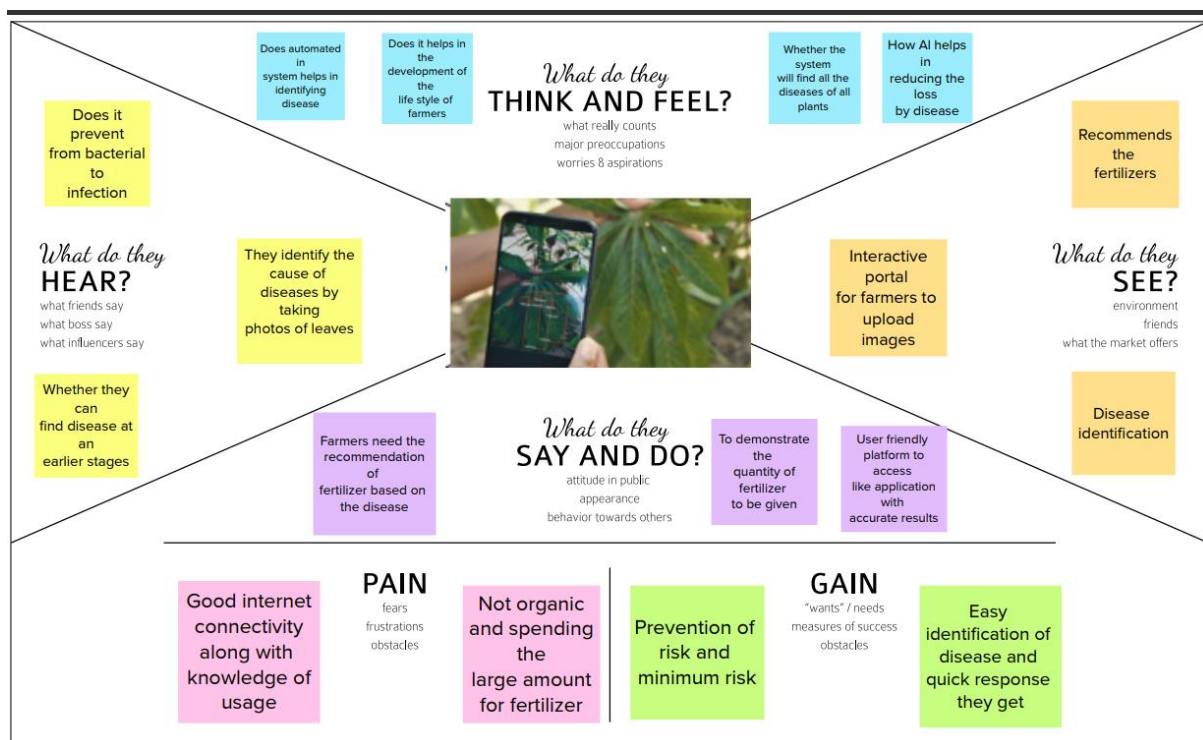 Does automated
in
system helps in
identifying
disease
Does it helps in
the
development of
the
life style of
farmers
What do they
THINK AND FEEL?
what really counts
major preoccupations
worries & aspirations
Whether the
system
will find all the
diseases of all
plants
How AI helps
in
reducing the
loss
by disease
Does it
prevent
from bacterial
to
infection
What do they
HEAR?
what friends say
what boss say
what influencers say
They identify the
cause of
diseases by
taking
photos of leaves
Whether they
can
find disease at
an
earlier stages
Recommends
the
fertilizers
Interactive
portal
for farmers to
upload
images
What do they
SEE?
environment
friends
what the market offers
Disease
identification
Farmers need the
recommendation
of
fertilizer based on
the disease
What do they
SAY AND DO?
attitude in public
appearance
behavior towards others
To demonstrate
the
quantity of
fertilizer
to be given
User friendly
platform to
access
like application
with
accurate results
Good internet
connectivity
along with
knowledge of
usage
PAIN
fears
frustrations
obstacles
Not organic
and spending
the
large amount
for fertilizer
Prevention of
risk and
minimum risk
GAIN
"wants" / needs
measures of success
obstacles
Easy
identification of
disease and
quick response
they get